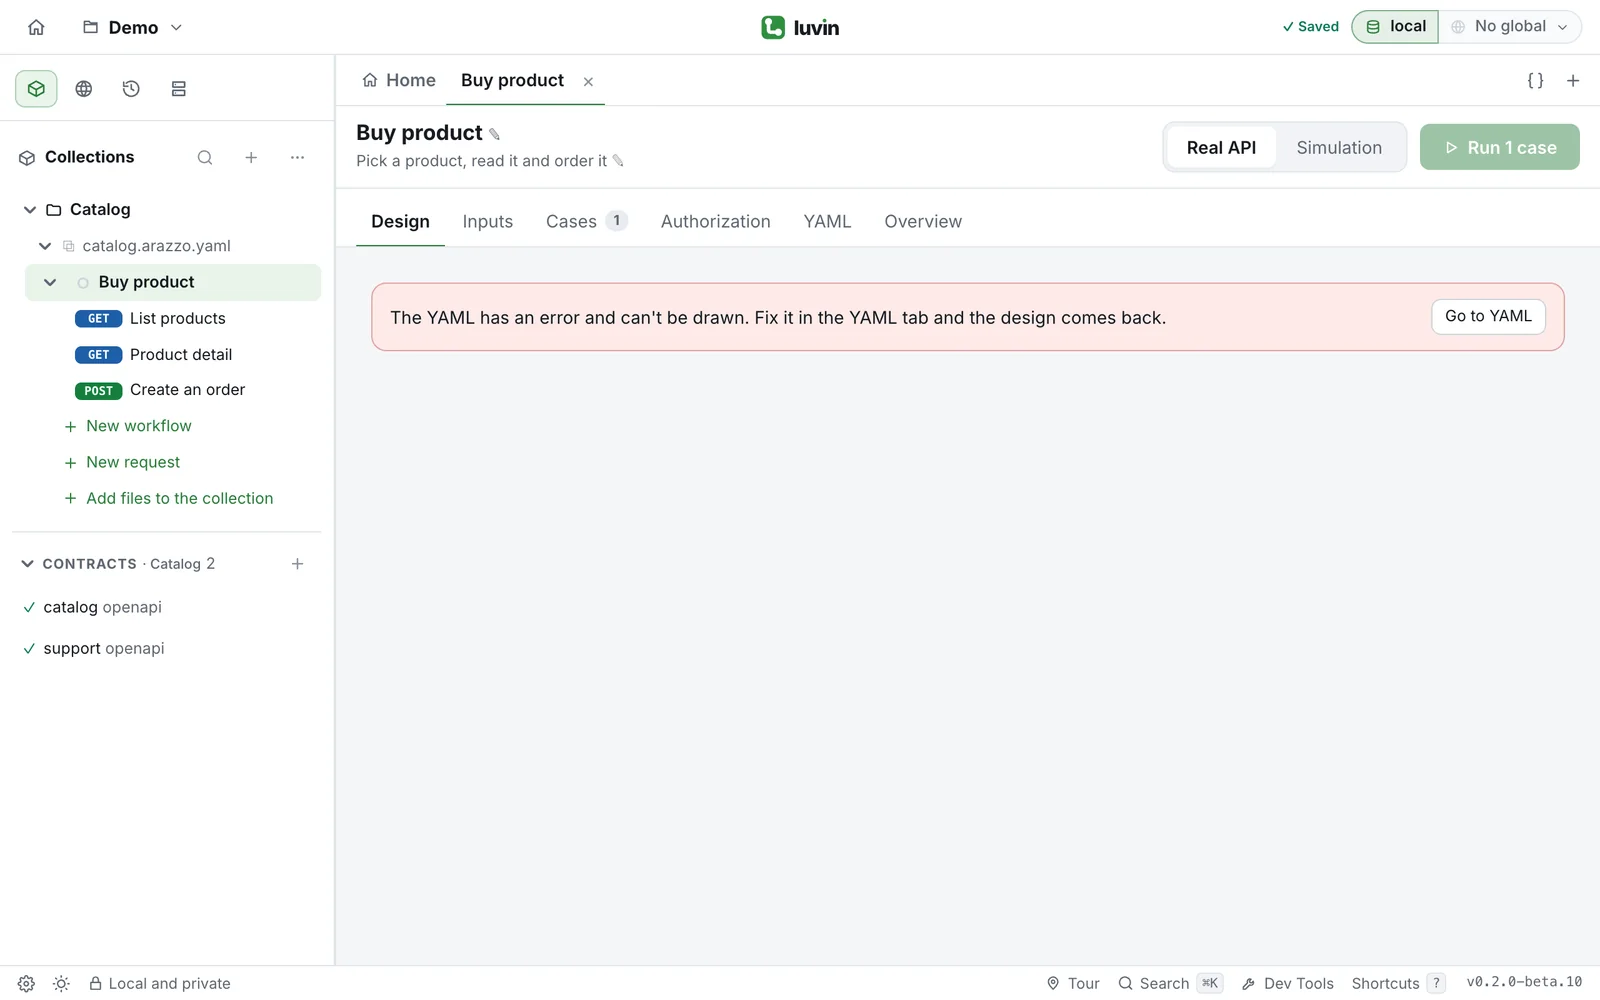 Demo
luvin
Saved
local
No global
Home
Buy product
Collections
Buy product
Pick a product, read it and order it
Real API
Simulation
Run 1 case
Catalog
catalog.arazzo.yaml
Buy product
GET List products
GET Product detail
POST Create an order
New workflow
New request
Add files to the collection
Design
Inputs
Cases 1
Authorization
YAML
Overview
The YAML has an error and can't be drawn. Fix it in the YAML tab and the design comes back.
Go to YAML
CONTRACTS · Catalog 2
catalog openapi
support openapi
Local and private
Tour
Search ⌘K
Dev Tools
Shortcuts ?
v0.2.0-beta.10